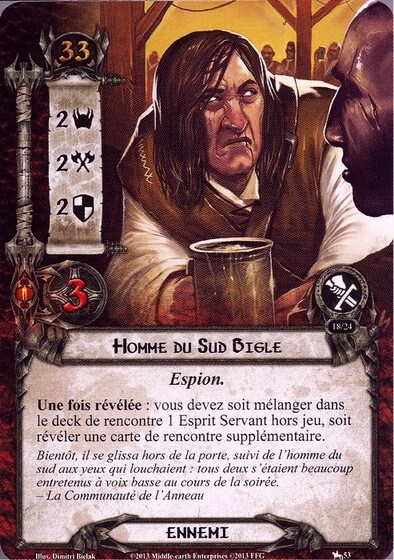 33
2
2
2
3
18/24
Homme du Sud Bigle
Espion.
Une fois révélée : vous devez soit mélanger dans
le deck de rencontre 1 Esprit Servant hors jeu, soit
révéler une carte de rencontre supplémentaire.
Bientôt, il se glissa hors de la porte, suivi de l'homme du
sud aux yeux qui louchaient : tous deux s'étaient beaucoup
entretenus à voix basse au cours de la soirée.
– La Communauté de l'Anneau
ENNEMI
Illus. Dimitri Bielak ©2013 Middle-earth Enterprises ©2013 FFG 53